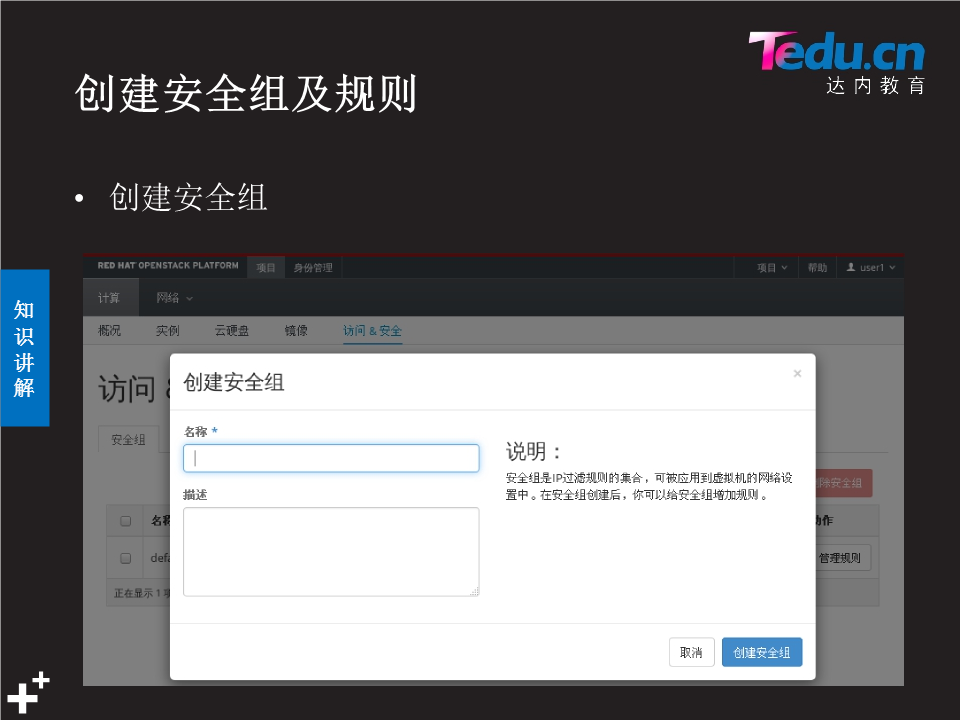 Tedu.cn
达内教育
创建安全组及规则
• 创建安全组
知识讲解
RED HAT OPENSTACK PLATFORM 项目 身份管理 项目 帮助 user1
计算 网络
概况 实例 云硬盘 镜像 访问 & 安全
访问 &
创建安全组 ×
安全组
名称 *
说明：
安全组是IP过滤规则的集合，可被应用到虚拟机的网络设
置中。在安全组创建后，你可以给安全组增加规则。
除安全组
描述
名称 动作
defa 管理规则
正在显示 1 项
取消 创建安全组